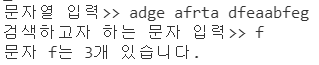 문자열 입력>> adge afrta dfeaabfeg
검색하고자 하는 문자 입력>> f
문자 f는 3개 있습니다.